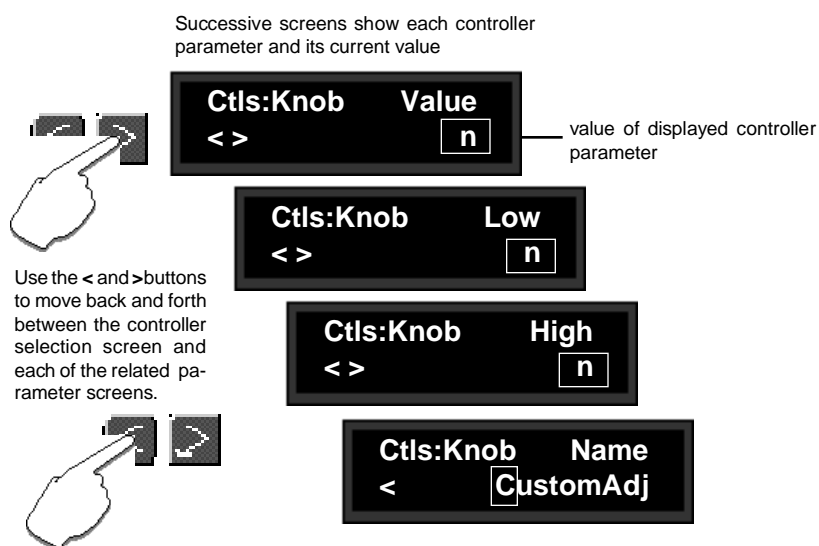 Successive screens show each controller
parameter and its current value
Ctls:Knob Value
< > n
value of displayed controller
parameter
Ctls:Knob Low
< > n
Use the < and >buttons
to move back and forth
between the controller
selection screen and
each of the related pa-
rameter screens.
Ctls:Knob High
< > n
Ctls:Knob Name
< CustomAdj